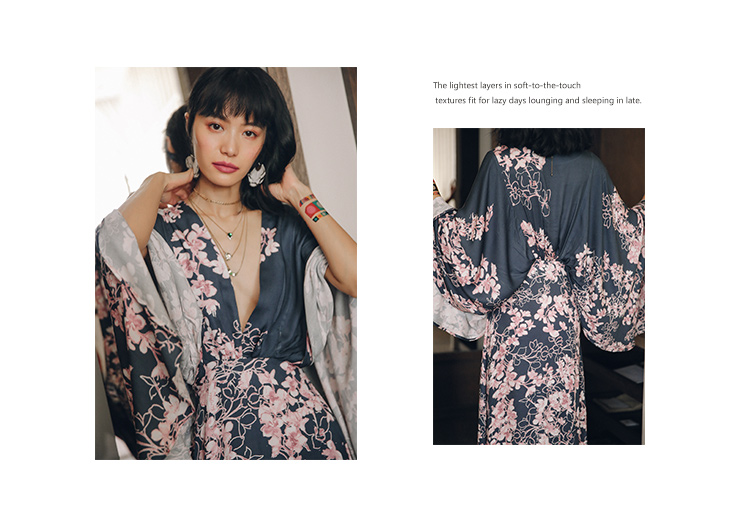 The lightest layers in soft-to-the-touch
textures fit for lazy days lounging and sleeping in late.